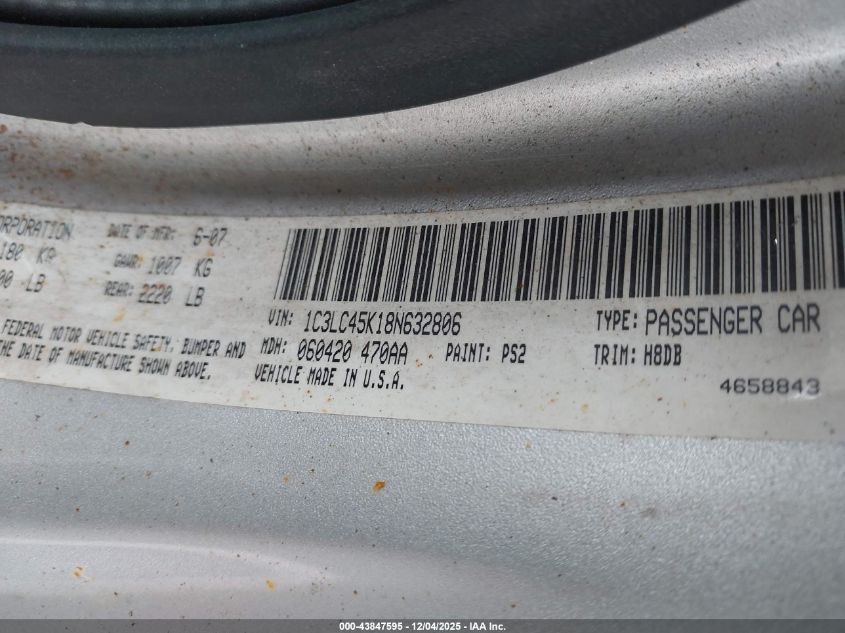 ORPORATION DATE OF MFR: 6-07
180 KG GAWR: 1007 KG
00 LB REAR: 2220 LB
VIN: 1C3LC45K18N632806 TYPE: PASSENGER CAR
FEDERAL MOTOR VEHICLE SAFETY, BUMPER AND MDH: 060420 470AA PAINT: PS2 TRIM: H8DB
THE DATE OF MANUFACTURE SHOWN ABOVE. VEHICLE MADE IN U.S.A. 4658843
000-43847595 - 12/04/2025 - IAA Inc.